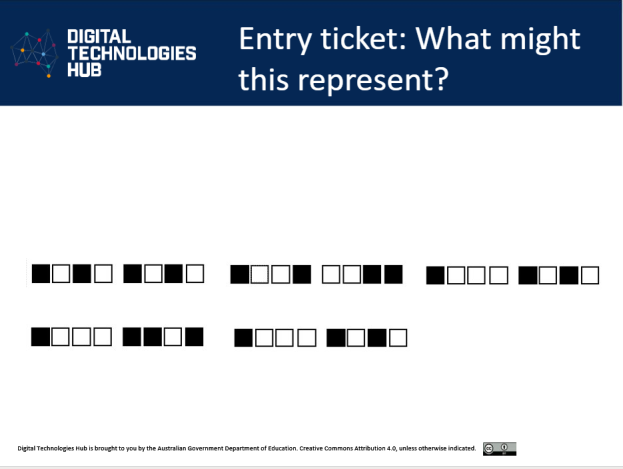 DIGITAL
TECHNOLOGIES
HUB
Entry ticket: What might
this represent?
Digital Technologies Hub is brought to you by the Australian Government Department of Education. Creative Commons Attribution 4.0, unless otherwise indicated.